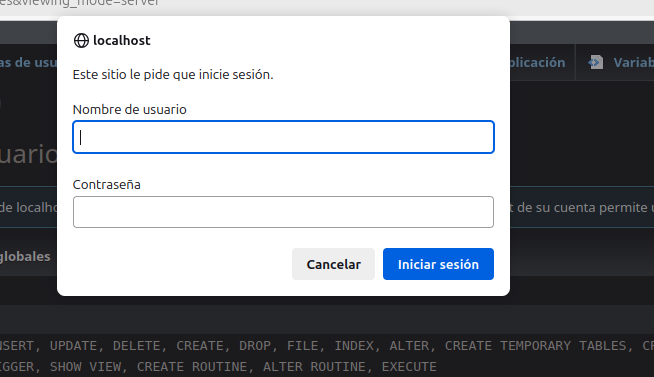 es&viewing_mode=server
localhost
Este sitio le pide que inicie sesión.
as de usu
plicación
Variab
Nombre de usuario
uario
de localho
t de su cuenta permite
Contraseña
globales
Cancelar
Iniciar sesión
NSERT, UPDATE, DELETE, CREATE, DROP, FILE, INDEX, ALTER, CREATE TEMPORARY TABLES, CR
IGGER, SHOW VIEW, CREATE ROUTINE, ALTER ROUTINE, EXECUTE